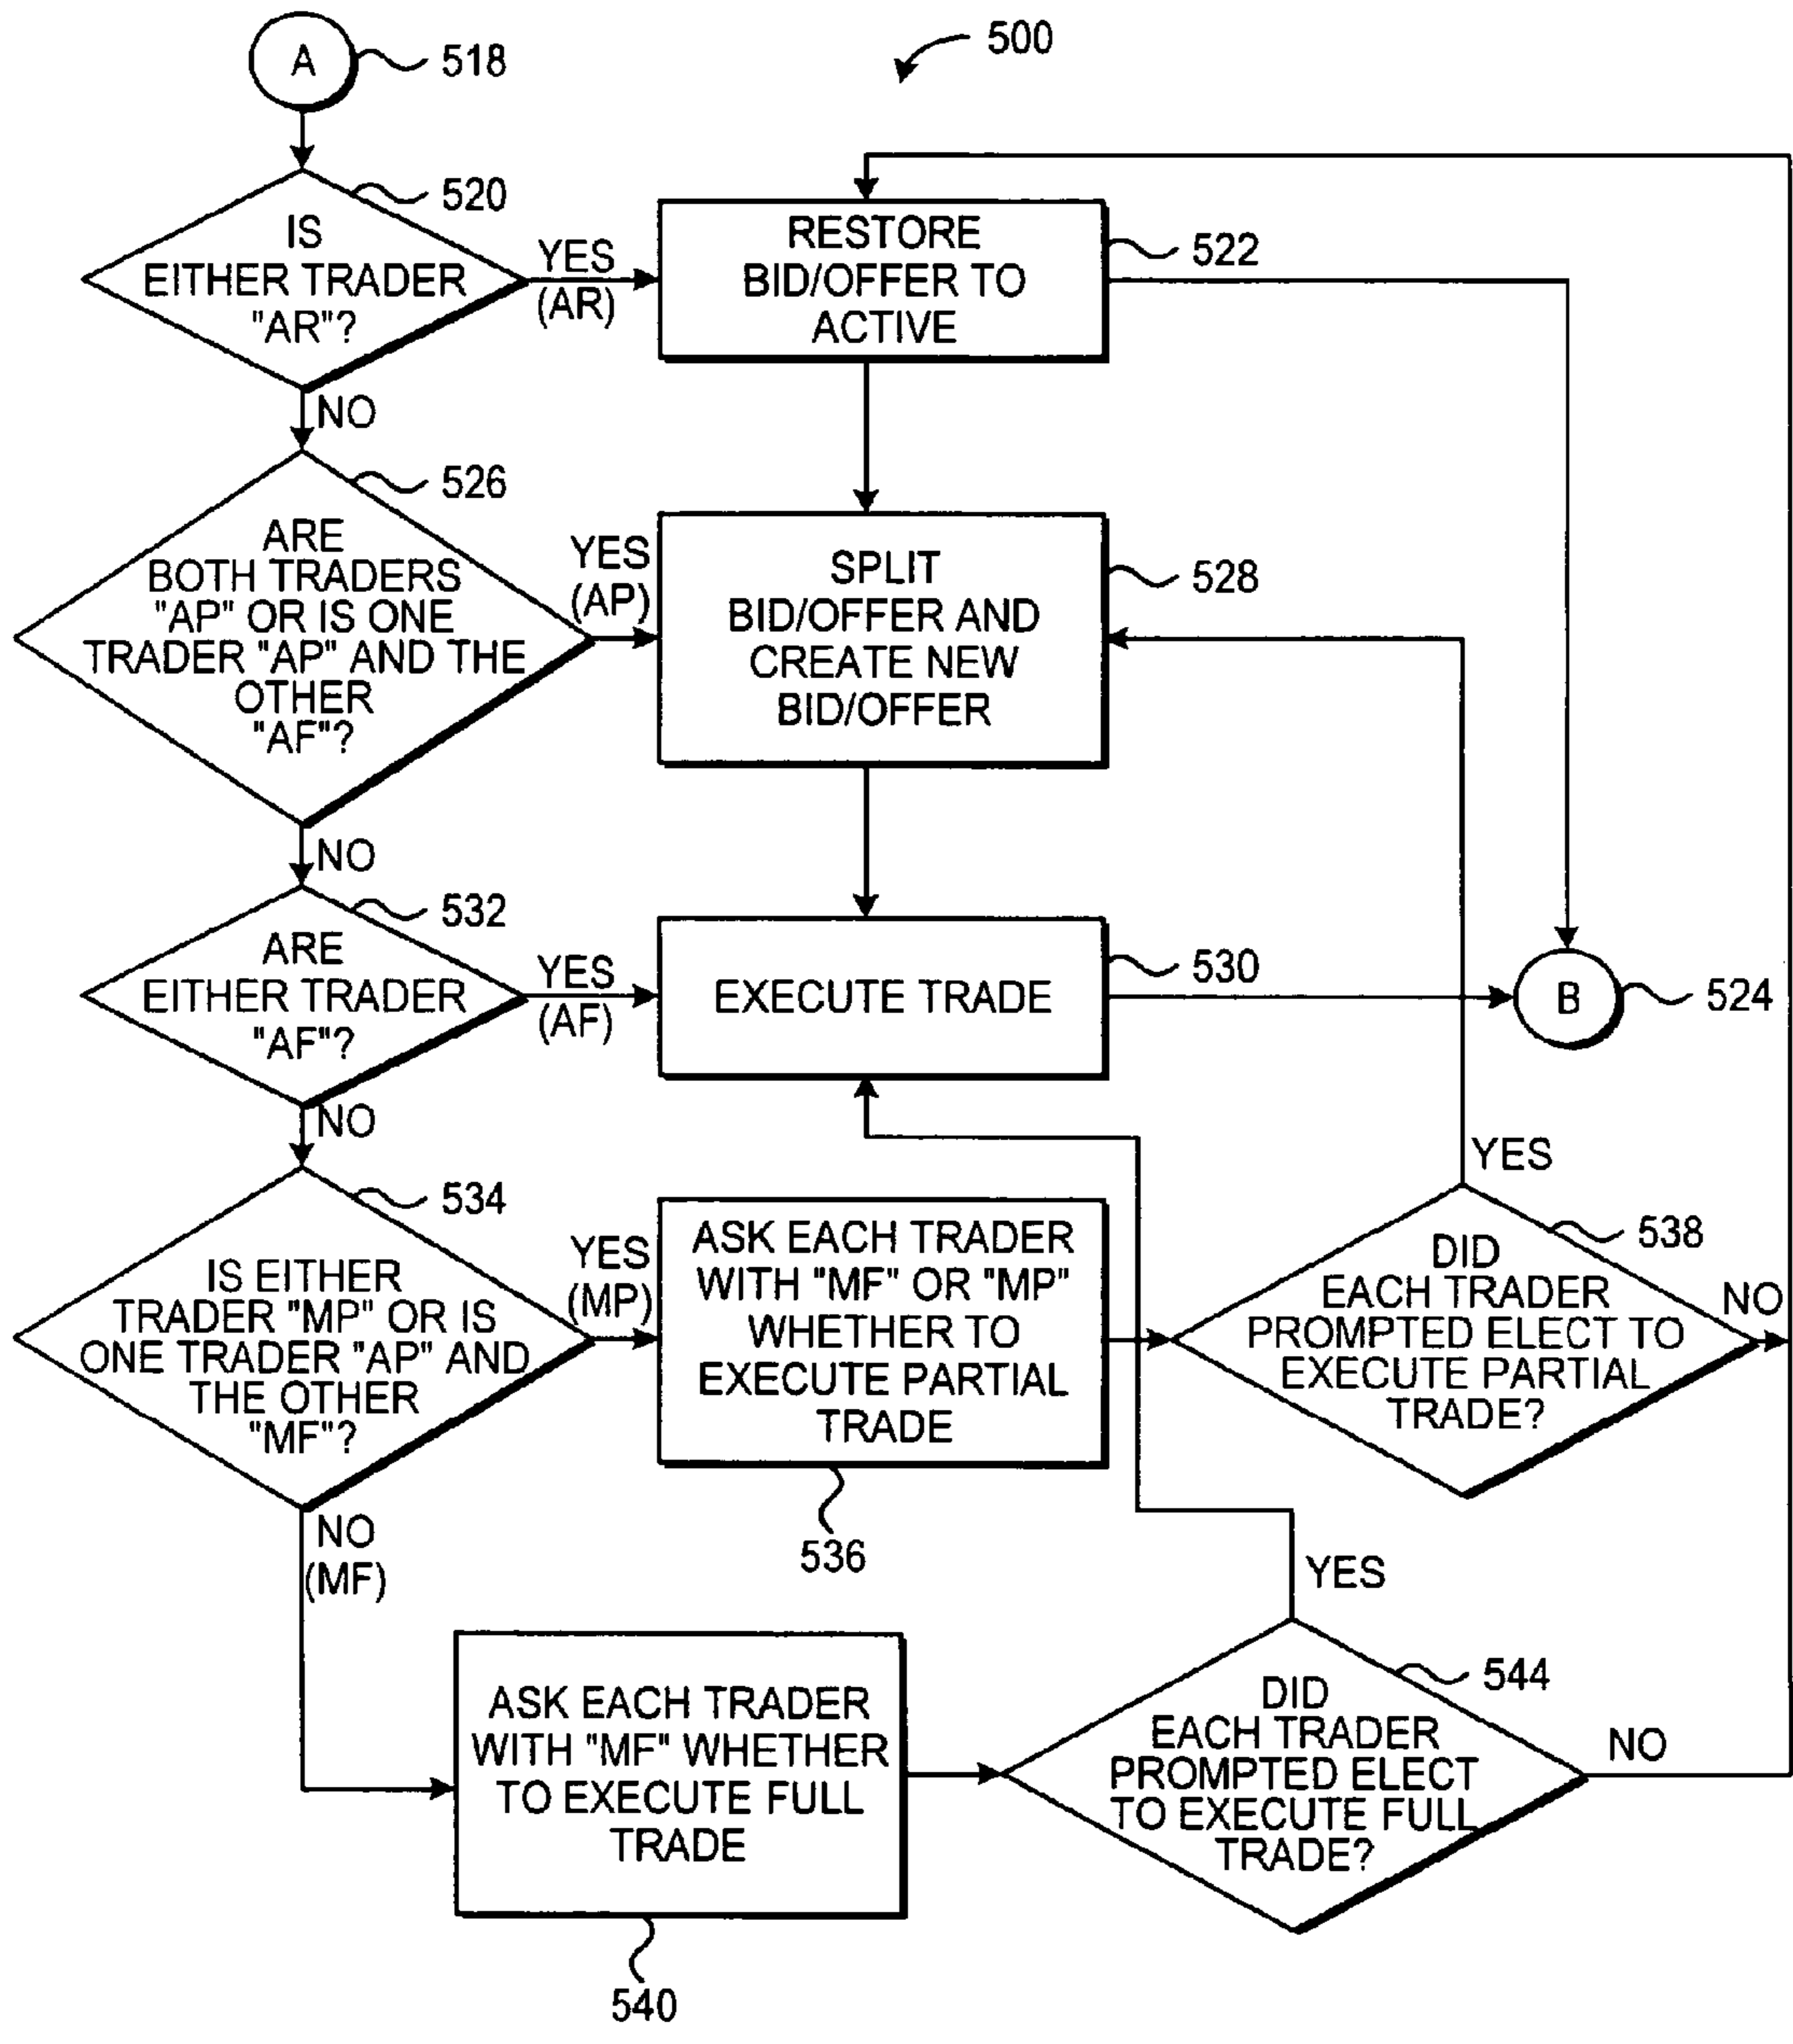 A
518
500
520
IS
EITHER TRADER
"AR"?
YES
(AR)
RESTORE
BID/OFFER TO
ACTIVE
522
NO
526
ARE
BOTH TRADERS
"AP" OR IS ONE
TRADER "AP" AND THE
OTHER
"AF"?
YES
(AP)
SPLIT
BID/OFFER AND
CREATE NEW
BID/OFFER
528
NO
532
ARE
EITHER TRADER
"AF"?
YES
(AF)
EXECUTE TRADE
530
B
524
NO
534
IS EITHER
TRADER "MP" OR IS
ONE TRADER "AP" AND
THE OTHER
"MF"?
YES
(MP)
ASK EACH TRADER
WITH "MF" OR "MP"
WHETHER TO
EXECUTE PARTIAL
TRADE
536
YES
538
DID
EACH TRADER
PROMPTED ELECT TO
EXECUTE PARTIAL
TRADE?
NO
NO
(MF)
ASK EACH TRADER
WITH "MF" WHETHER
TO EXECUTE FULL
TRADE
540
YES
544
DID
EACH TRADER
PROMPTED ELECT
TO EXECUTE FULL
TRADE?
NO